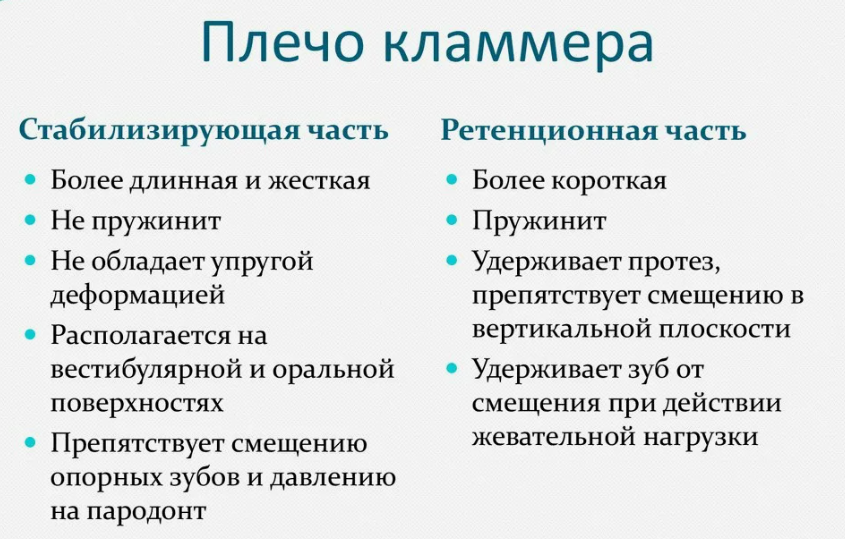 Плечо кламмера
Стабилизирующая часть
Более длинная и жесткая
Не пружинит
Не обладает упругой
деформацией
Располагается на
вестибулярной и оральной
поверхностях
Препятствует смещению
опорных зубов и давлению
на пародонт
Ретенционная часть
Более короткая
Пружинит
Удерживает протез,
препятствует смещению в
вертикальной плоскости
Удерживает зуб от
смещения при действии
жевательной нагрузки